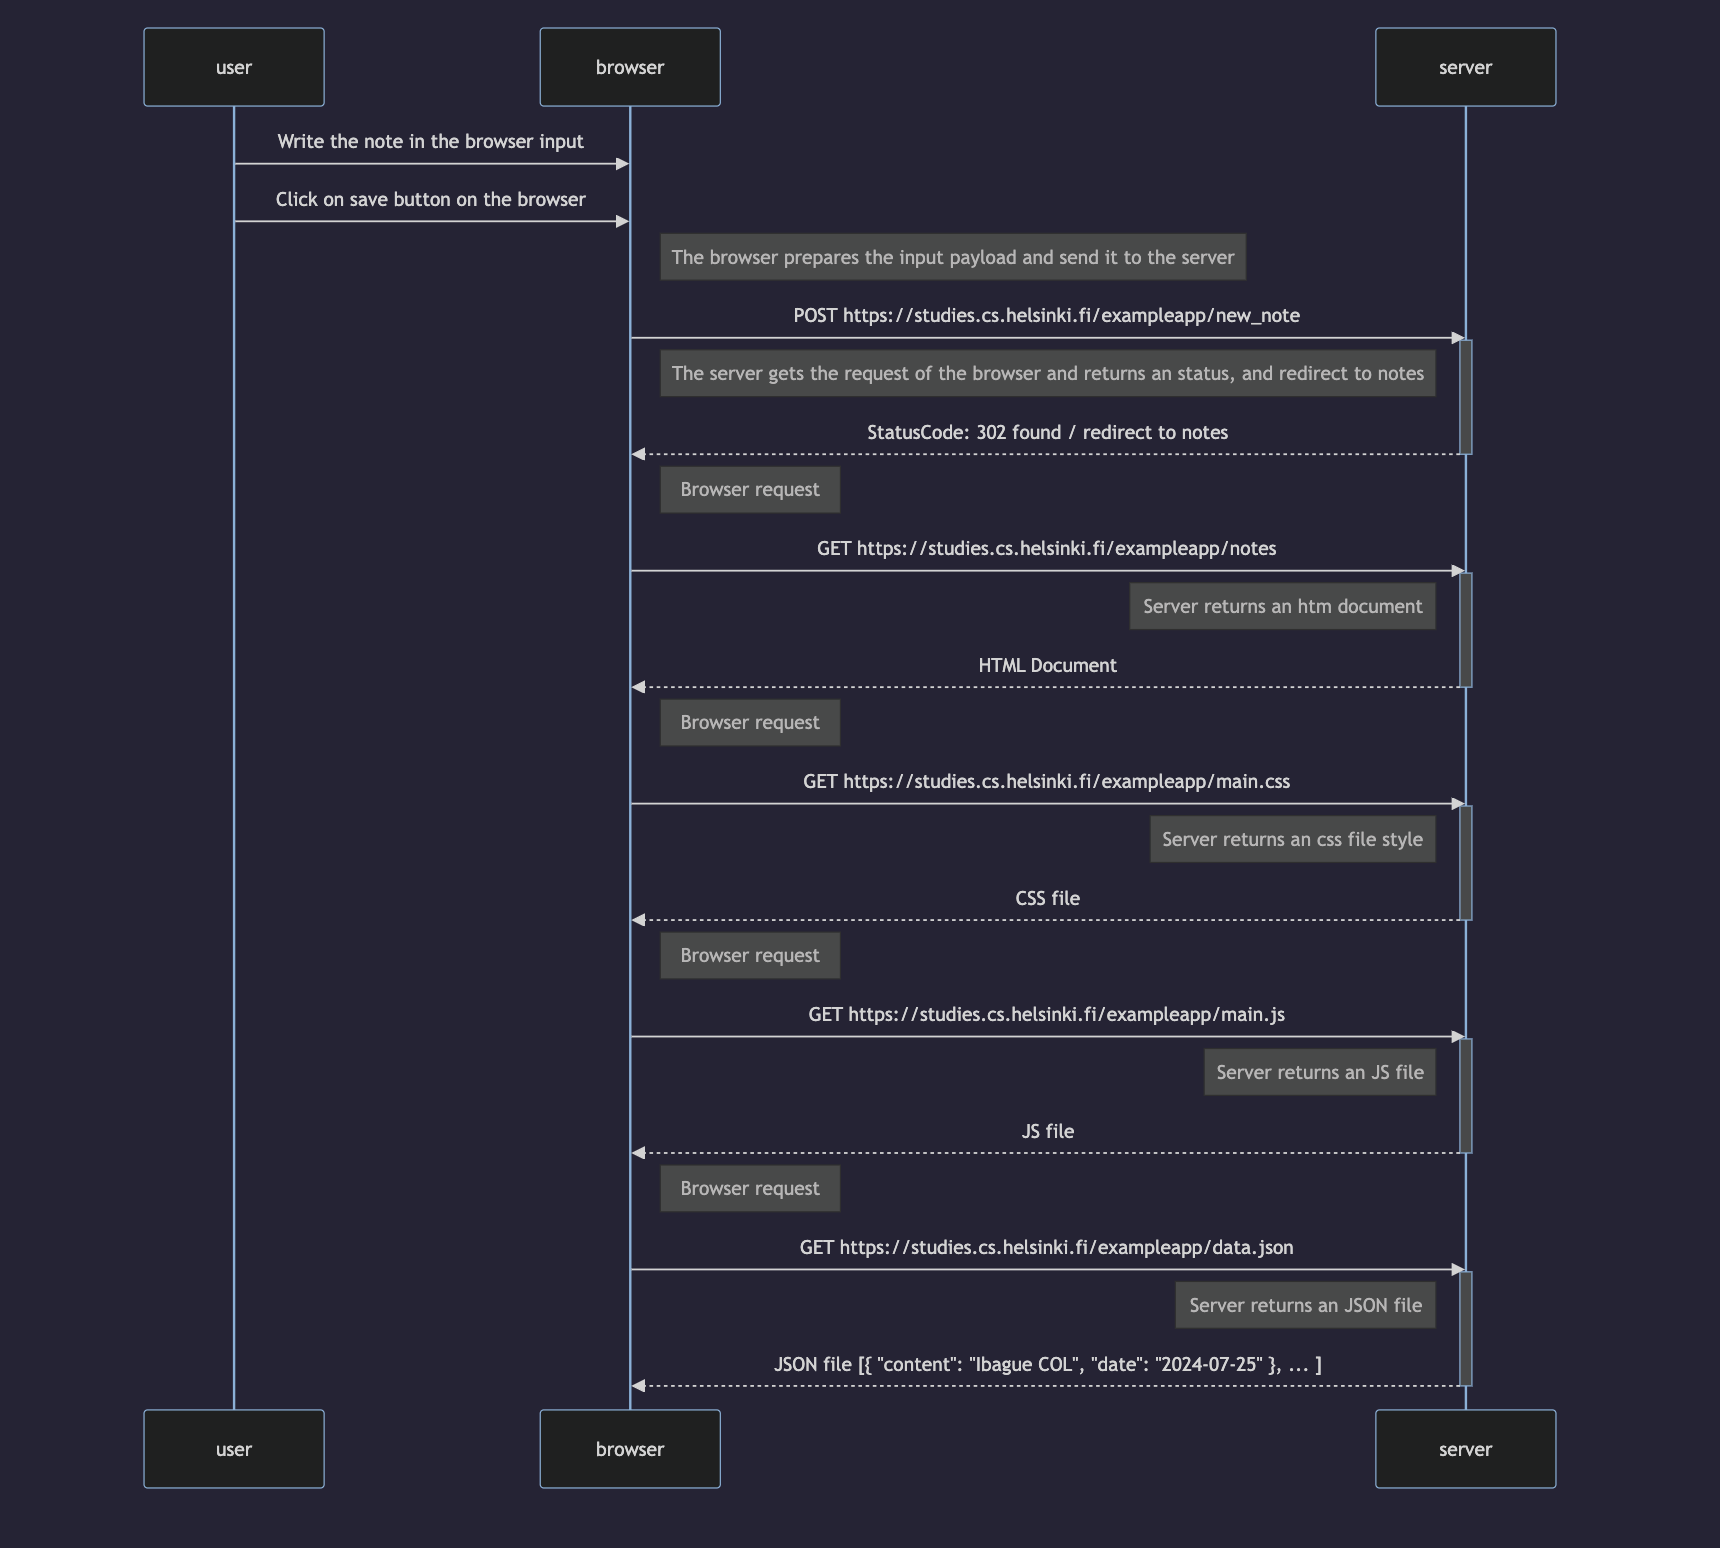 user
browser
server
Write the note in the browser input
Click on save button on the browser
The browser prepares the input payload and send it to the server
POST https://studies.cs.helsinki.fi/exampleapp/new_note
The server gets the request of the browser and returns an status, and redirect to notes
StatusCode: 302 found / redirect to notes
Browser request
GET https://studies.cs.helsinki.fi/exampleapp/notes
Server returns an htm document
HTML Document
Browser request
GET https://studies.cs.helsinki.fi/exampleapp/main.css
Server returns an css file style
CSS file
Browser request
GET https://studies.cs.helsinki.fi/exampleapp/main.js
Server returns an JS file
JS file
Browser request
GET https://studies.cs.helsinki.fi/exampleapp/data.json
Server returns an JSON file
JSON file [{ "content": "Ibague COL", "date": "2024-07-25" }, ... ]
user
browser
server